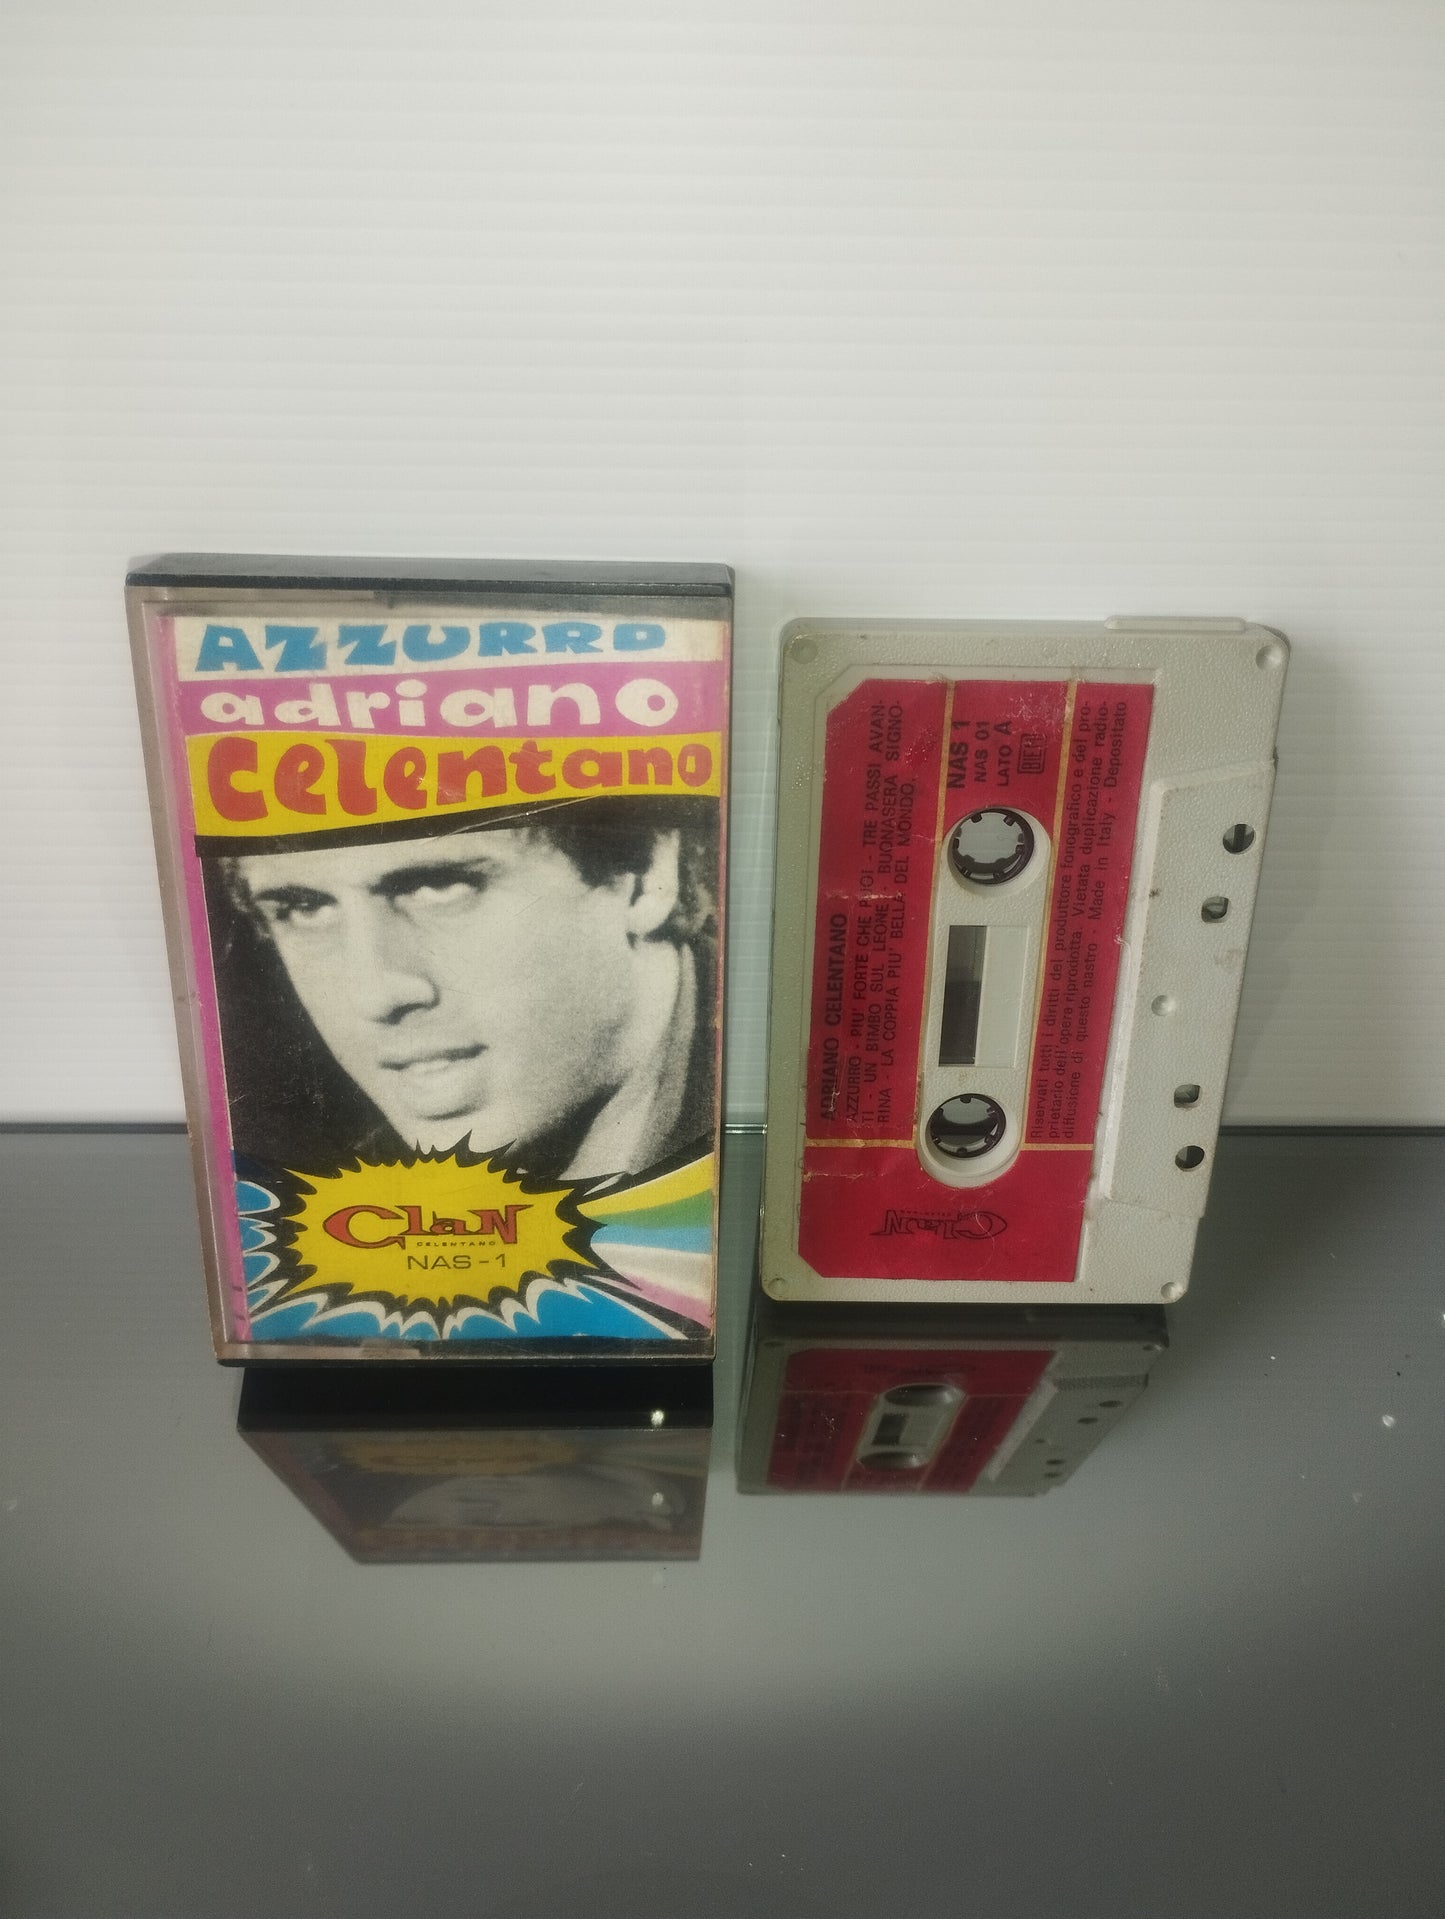 AZZURRO
adriano
Celentano
Clan
CELENTANO
NAS-1
ADRIANO CELENTANO
AZZURRO - PIU' FORTE CHE PUOI - TRE PASSI AVAN-
TI - UN BIMBO SUL LEONE - BUONASERA SIGNO-
RINA - LA COPPIA PIU' BELLA DEL MONDO.
NAS 1
NAS 01
LATO A
BIEM
Riservati tutti i diritti del produttore fonografico e del pro-
prietario dell'opera riprodotta Vietata duplicazione radio-
diffusione di questo nastro - Made in Italy - Depositato
Clan